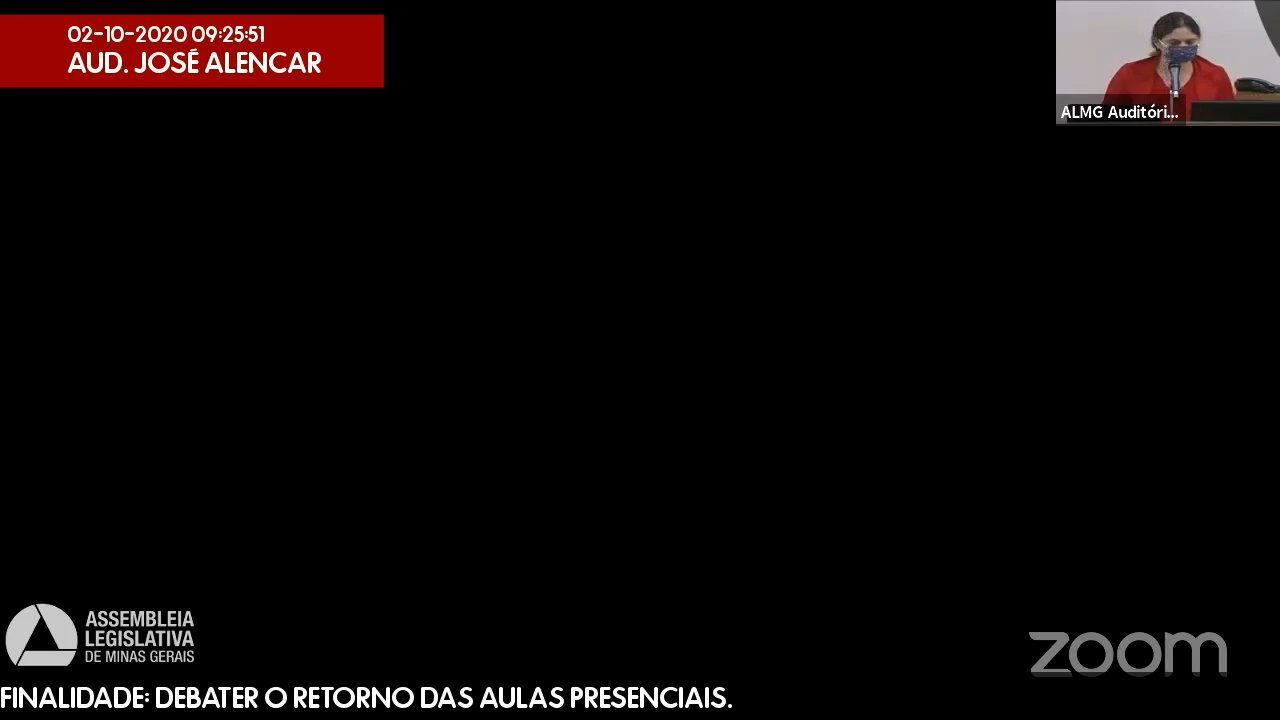 02-10-2020 09:25:51
AUD. JOSÉ ALENCAR
ALMG Auditóri...
ASSEMBLEIA
LEGISLATIVA
DE MINAS GERAIS
zoom
FINALIDADE: DEBATER O RETORNO DAS AULAS PRESENCIAIS.